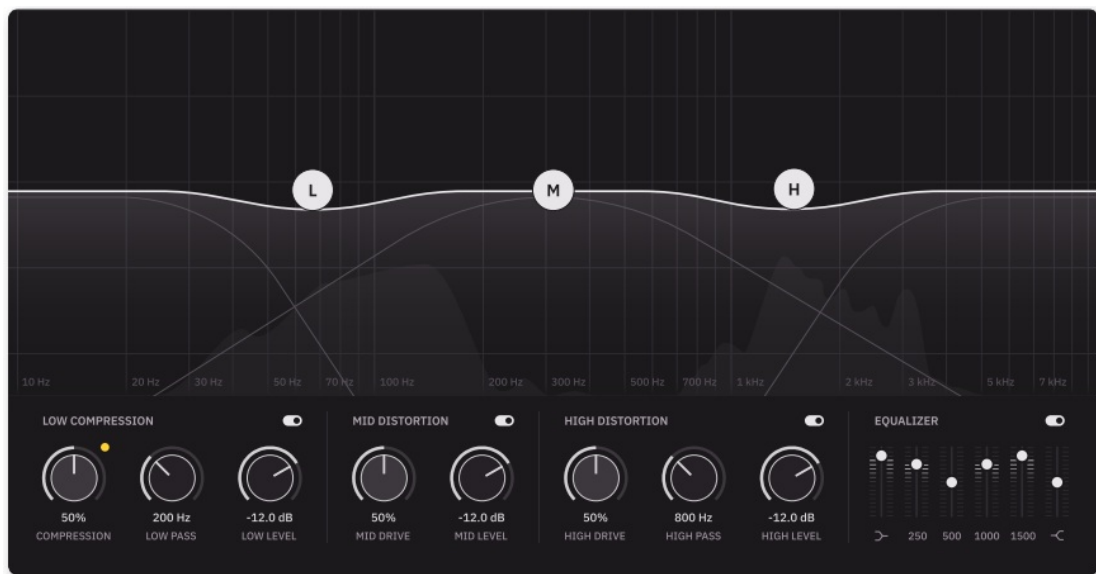 L M H
10 Hz 20 Hz 30 Hz 50 Hz 70 Hz 100 Hz 200 Hz 300 Hz 500 Hz 700 Hz 1 kHz 2 kHz 3 kHz 5 kHz 7 kHz
LOW COMPRESSION MID DISTORTION HIGH DISTORTION EQUALIZER
50% 200 Hz -12.0 dB 50% -12.0 dB 50% 800 Hz -12.0 dB
COMPRESSION LOW PASS LOW LEVEL MID DRIVE MID LEVEL HIGH DRIVE HIGH PASS HIGH LEVEL 250 500 1000 1500